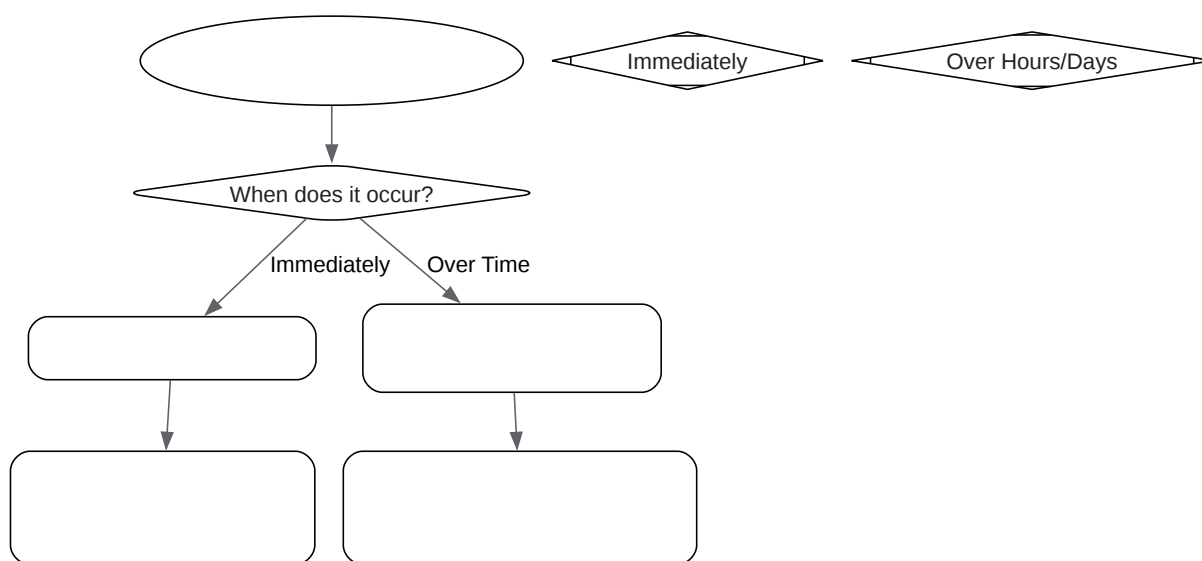 Immediately
Over Hours/Days
When does it occur?
Immediately
Over Time